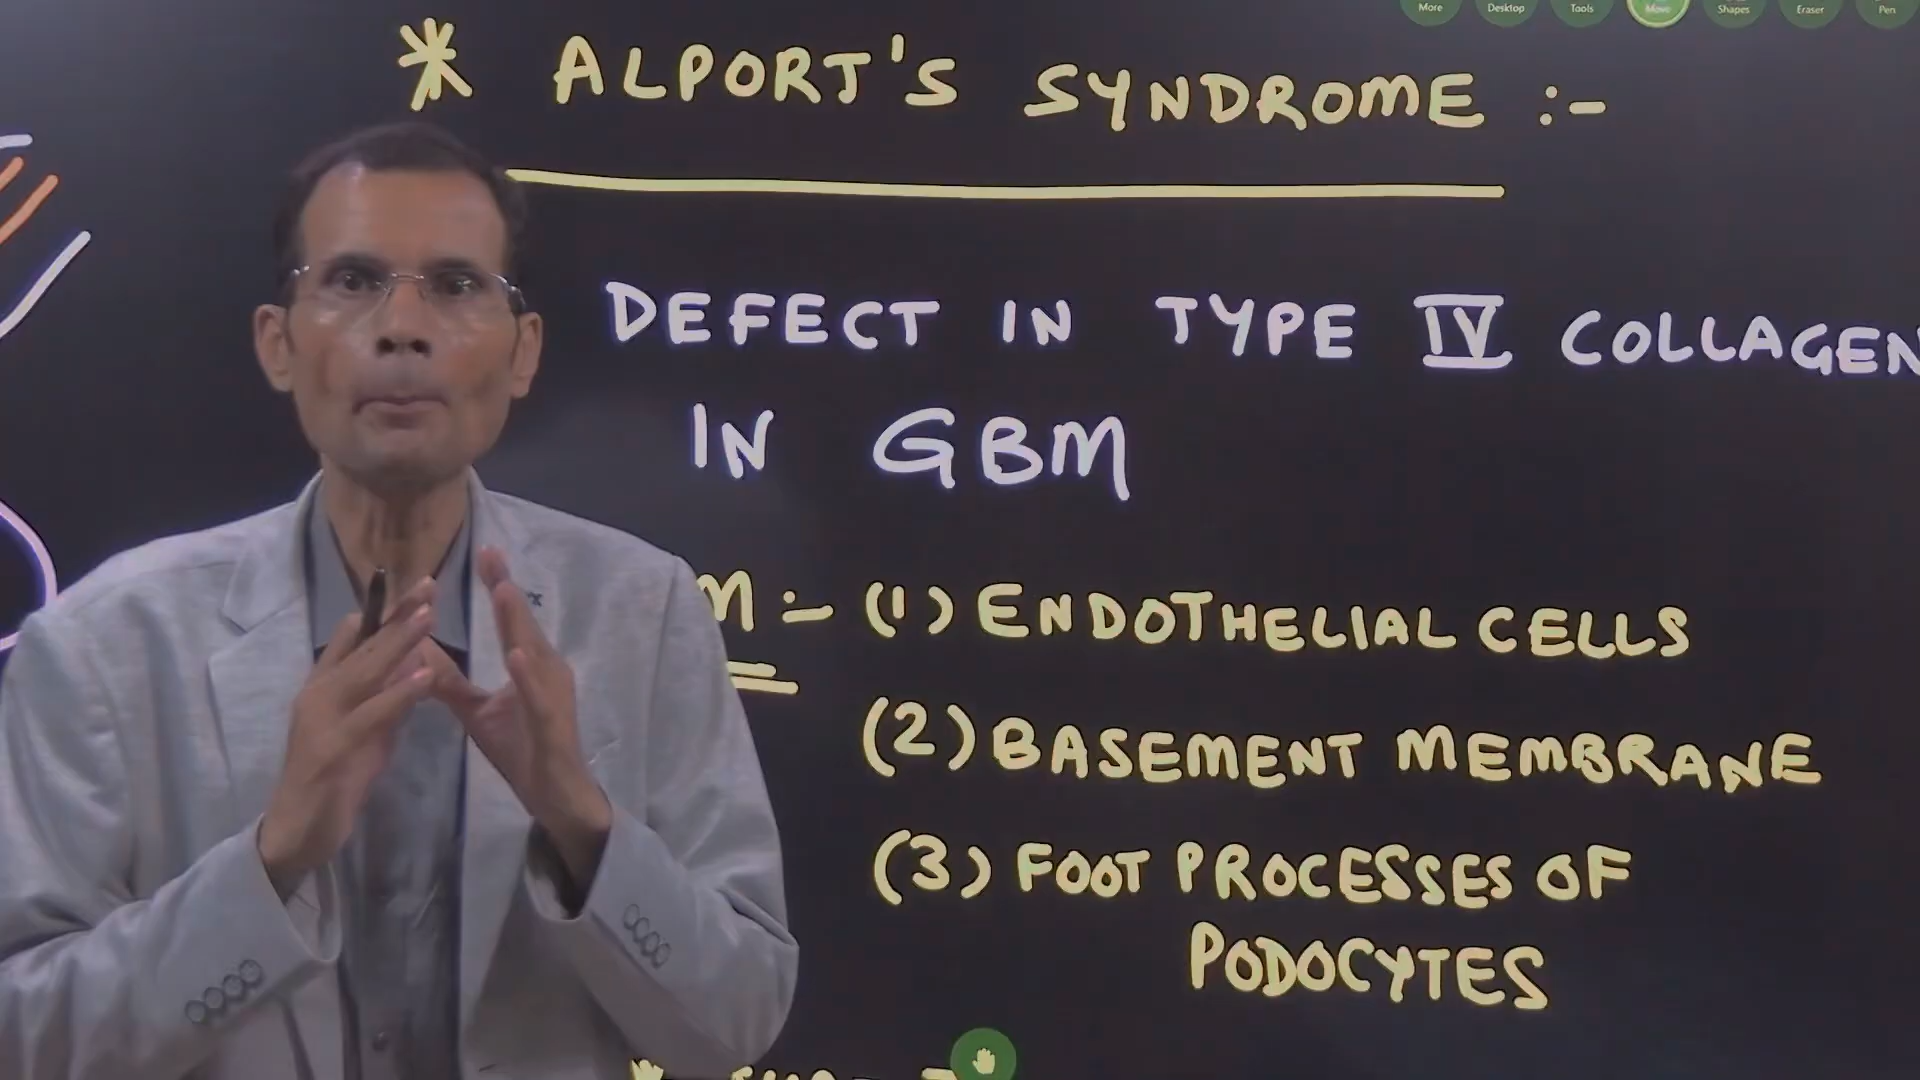 More Desktop Tools Move Shapes Eraser Pen
* ALPORT'S SYNDROME :-
DEFECT IN TYPE IV COLLAGEN
IN GBM
M :- (1) ENDOTHELIAL CELLS
(2) BASEMENT MEMBRANE
(3) FOOT PROCESSES OF
PODOCYTES